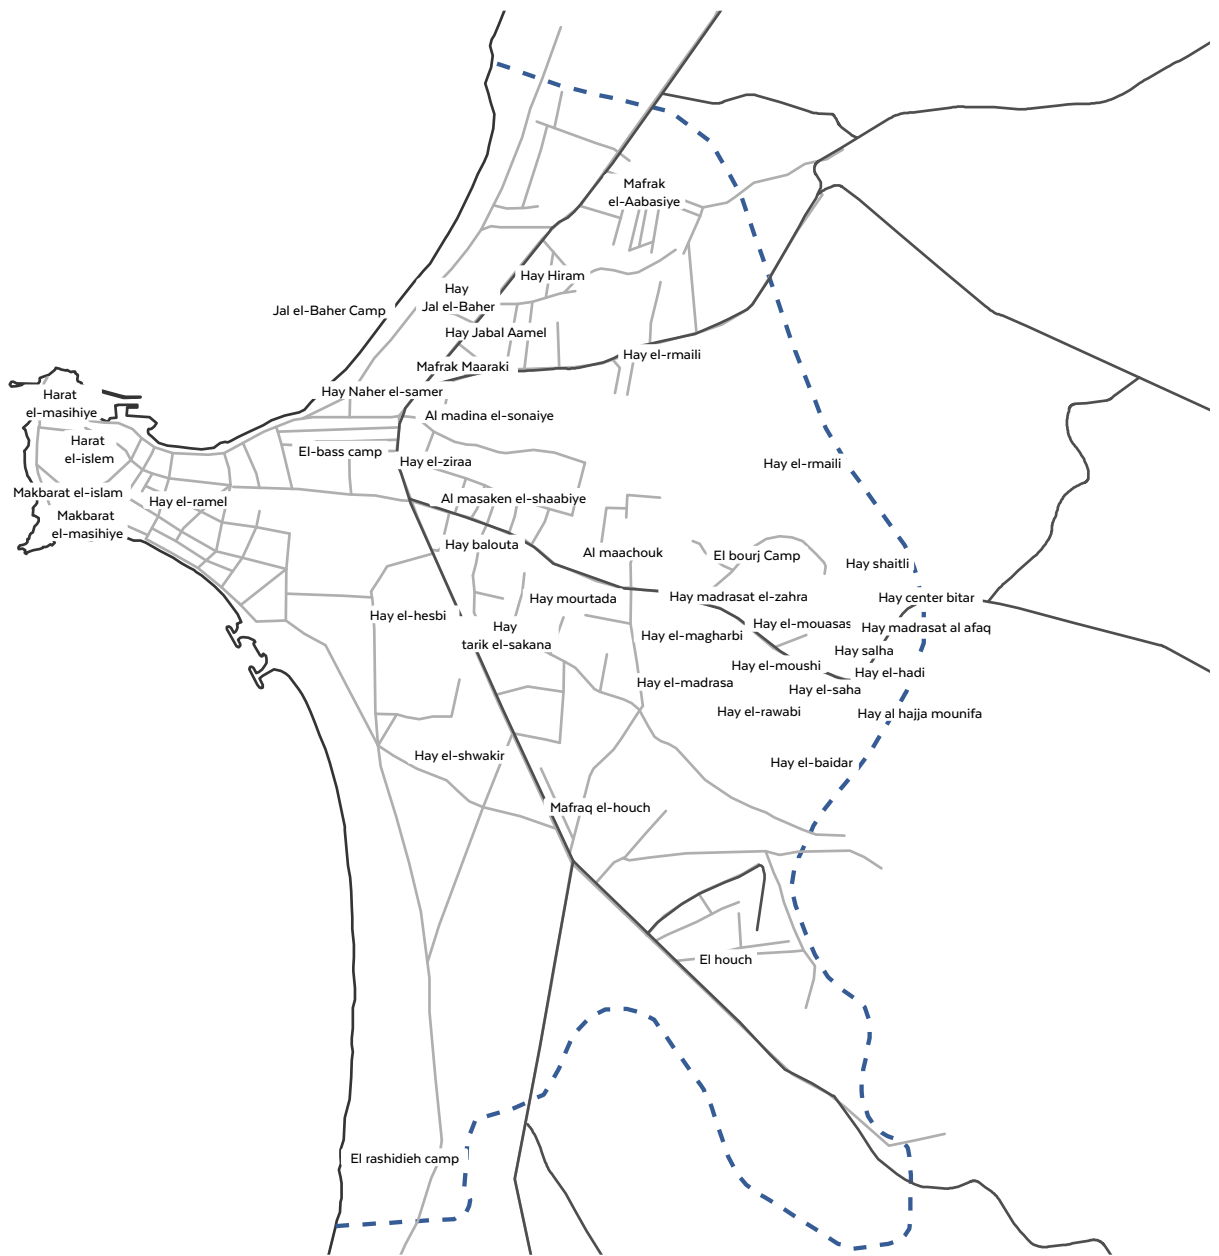 Mafrak
el-Aabasiye
Hay Hiram
Hay
Jal el-Baher
Jal el-Baher Camp
Hay Jabal Aamel
Hay el-rmaili
Mafrak Maaraki
Hay Naher el-samer
Harat
el-masihiye
Al madina el-sonaiye
Harat
el-islem
El-bass camp
Hay el-ziraa
Hay el-rmaili
Makbarat el-islam
Hay el-ramel
Al masaken el-shaabiye
Makbarat
el-masihiye
Hay balouta
Al maachouk
El bourj Camp
Hay shaitli
Hay mourtada
Hay madrasat el-zahra
Hay center bitar
Hay el-hesbi
Hay
tarik el-sakana
Hay el-magharbi
Hay el-mouasas
Hay madrasat al afaq
Hay salha
Hay el-moushi
Hay el-hadi
Hay el-madrasa
Hay el-saha
Hay el-rawabi
Hay al hajja mounifa
Hay el-shwakir
Hay el-baidar
Mafraq el-houch
El houch
El rashidieh camp